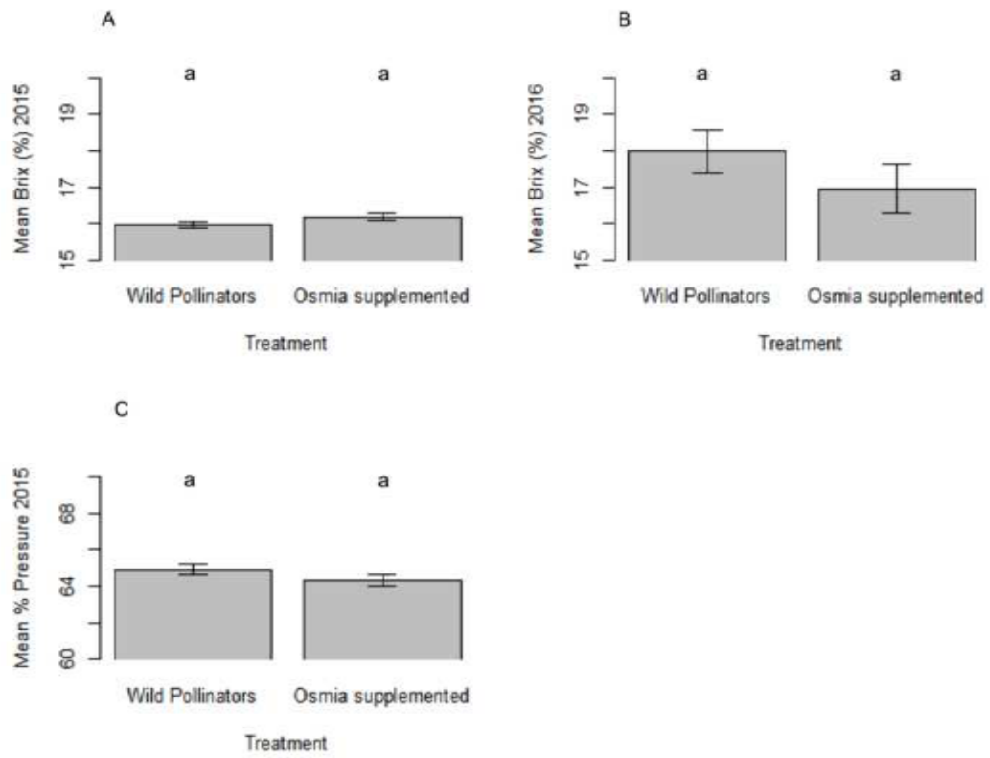 A
B
a
a
a
a
Mean Brix (%) 2015
15
17
19
Mean Brix (%) 2016
15
17
19
Wild Pollinators
Osmia supplemented
Wild Pollinators
Osmia supplemented
Treatment
Treatment
C
a
a
Mean % Pressure 2015
60
64
68
Wild Pollinators
Osmia supplemented
Treatment